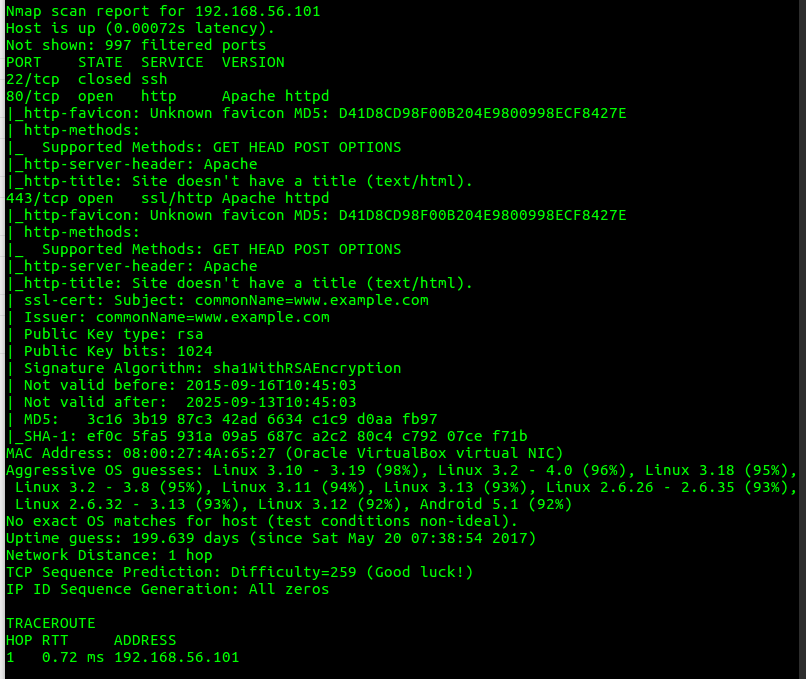 Nmap scan report for 192.168.56.101
Host is up (0.00072s latency).
Not shown: 997 filtered ports
PORT    STATE  SERVICE  VERSION
22/tcp  closed ssh
80/tcp  open   http     Apache httpd
|_http-favicon: Unknown favicon MD5: D41D8CD98F00B204E9800998ECF8427E
| http-methods:
|_  Supported Methods: GET HEAD POST OPTIONS
|_http-server-header: Apache
|_http-title: Site doesn't have a title (text/html).
443/tcp open   ssl/http Apache httpd
|_http-favicon: Unknown favicon MD5: D41D8CD98F00B204E9800998ECF8427E
| http-methods:
|_  Supported Methods: GET HEAD POST OPTIONS
|_http-server-header: Apache
|_http-title: Site doesn't have a title (text/html).
| ssl-cert: Subject: commonName=www.example.com
| Issuer: commonName=www.example.com
| Public Key type: rsa
| Public Key bits: 1024
| Signature Algorithm: sha1WithRSAEncryption
| Not valid before: 2015-09-16T10:45:03
| Not valid after:  2025-09-13T10:45:03
| MD5:   3c16 3b19 87c3 42ad 6634 c1c9 d0aa fb97
|_SHA-1: ef0c 5fa5 931a 09a5 687c a2c2 80c4 c792 07ce f71b
MAC Address: 08:00:27:4A:65:27 (Oracle VirtualBox virtual NIC)
Aggressive OS guesses: Linux 3.10 - 3.19 (98%), Linux 3.2 - 4.0 (96%), Linux 3.18 (95%),
 Linux 3.2 - 3.8 (95%), Linux 3.11 (94%), Linux 3.13 (93%), Linux 2.6.26 - 2.6.35 (93%),
 Linux 2.6.32 - 3.13 (93%), Linux 3.12 (92%), Android 5.1 (92%)
No exact OS matches for host (test conditions non-ideal).
Uptime guess: 199.639 days (since Sat May 20 07:38:54 2017)
Network Distance: 1 hop
TCP Sequence Prediction: Difficulty=259 (Good luck!)
IP ID Sequence Generation: All zeros

TRACEROUTE
HOP RTT     ADDRESS
1   0.72 ms 192.168.56.101